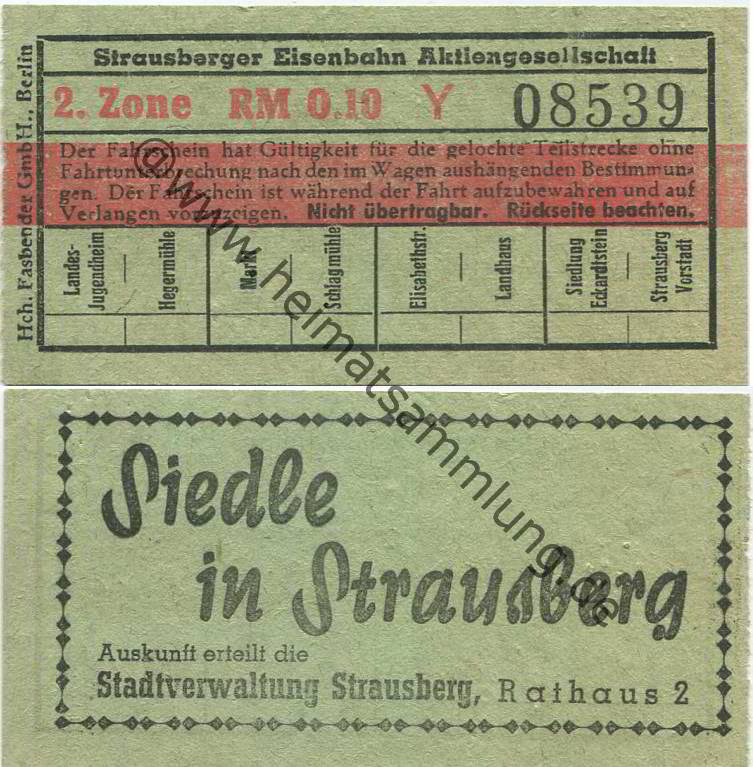 Strausberger Eisenbahn Aktiengesellschaft
2. Zone RM 0.10 Y 08539
Der Fahrschein hat Gültigkeit für die gelochte Teilstrecke ohne
Fahrtunterbrechung nach den im Wagen aushängenden Bestimmun-
gen. Der Fahrschein ist während der Fahrt aufzubewahren und auf
Verlangen vorzuzeigen. Nicht übertragbar. Rückseite beachten.
Landes-
Jugendheim
Hegermühle
Markt
Schlagmühle
Elisabethstr.
Landhaus
Siedlung
Eckardtstein
Strausberg
Vorstadt
Hch. Fasbender GmbH., Berlin
Siedle
in Strausberg
Auskunft erteilt die
Stadtverwaltung Strausberg, Rathaus 2
© www.heimatsammlung.de